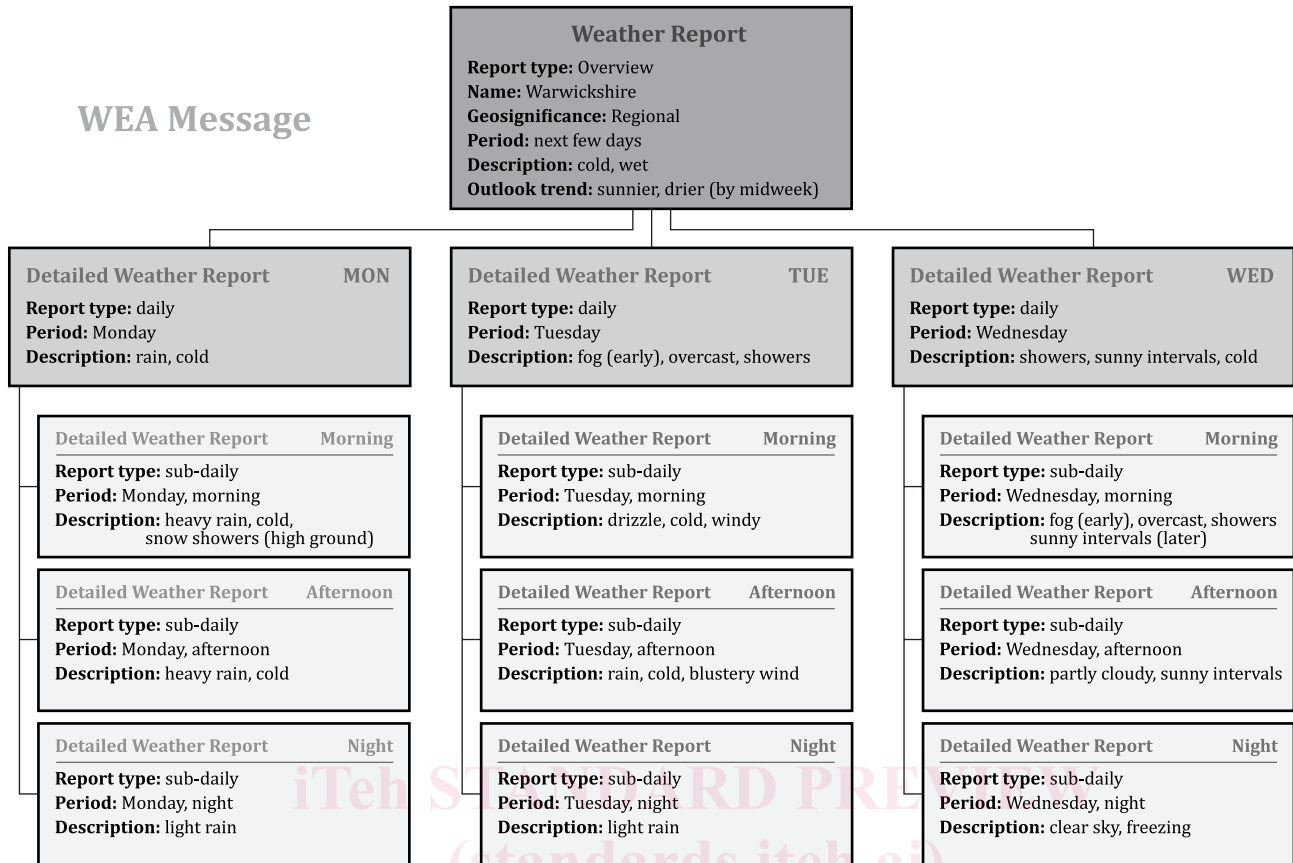 WEA Message
Weather Report
Report type: Overview
Name: Warwickshire
Geosignificance: Regional
Period: next few days
Description: cold, wet
Outlook trend: sunnier, drier (by midweek)
Detailed Weather Report MON
Report type: daily
Period: Monday
Description: rain, cold
Detailed Weather Report Morning
Report type: sub-daily
Period: Monday, morning
Description: heavy rain, cold,
snow showers (high ground)
Detailed Weather Report Afternoon
Report type: sub-daily
Period: Monday, afternoon
Description: heavy rain, cold
Detailed Weather Report Night
Report type: sub-daily
Period: Monday, night
Description: light rain
Detailed Weather Report TUE
Report type: daily
Period: Tuesday
Description: fog (early), overcast, showers
Detailed Weather Report Morning
Report type: sub-daily
Period: Tuesday, morning
Description: drizzle, cold, windy
Detailed Weather Report Afternoon
Report type: sub-daily
Period: Tuesday, afternoon
Description: rain, cold, blustery wind
Detailed Weather Report Night
Report type: sub-daily
Period: Tuesday, night
Description: light rain
Detailed Weather Report WED
Report type: daily
Period: Wednesday
Description: showers, sunny intervals, cold
Detailed Weather Report Morning
Report type: sub-daily
Period: Wednesday, morning
Description: fog (early), overcast, showers
sunny intervals (later)
Detailed Weather Report Afternoon
Report type: sub-daily
Period: Wednesday, afternoon
Description: partly cloudy, sunny intervals
Detailed Weather Report Night
Report type: sub-daily
Period: Wednesday, night
Description: clear sky, freezing
iTeh STANDARD PREVIEW
(standards.iteh.ai)